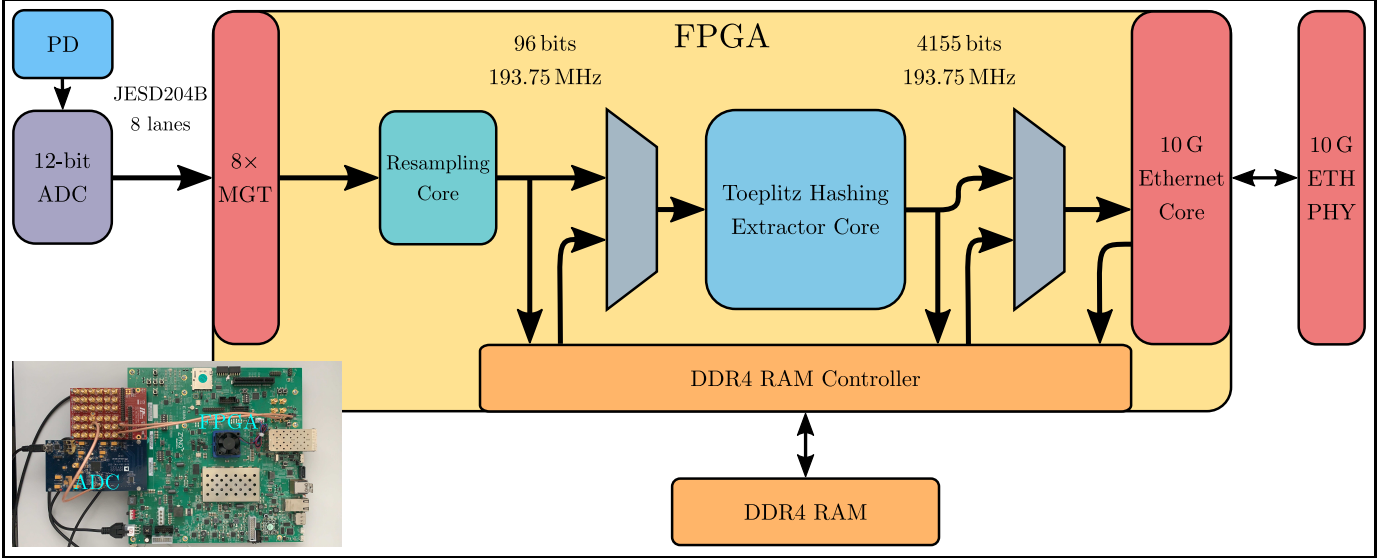 PD
JESD204B
8 lanes
12-bit
ADC
8×
MGT
FPGA
96 bits
193.75 MHz
4155 bits
193.75 MHz
Resampling
Core
Toeplitz Hashing
Extractor Core
10 G
Ethernet
Core
10 G
ETH
PHY
DDR4 RAM Controller
DDR4 RAM
FPGA
ADC